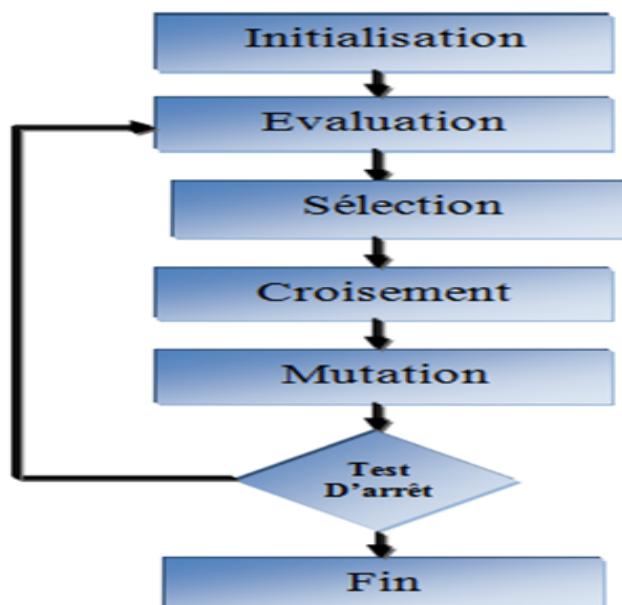 Initialisation
Evaluation
Sélection
Croisement
Mutation
Test
D'arrêt
Fin